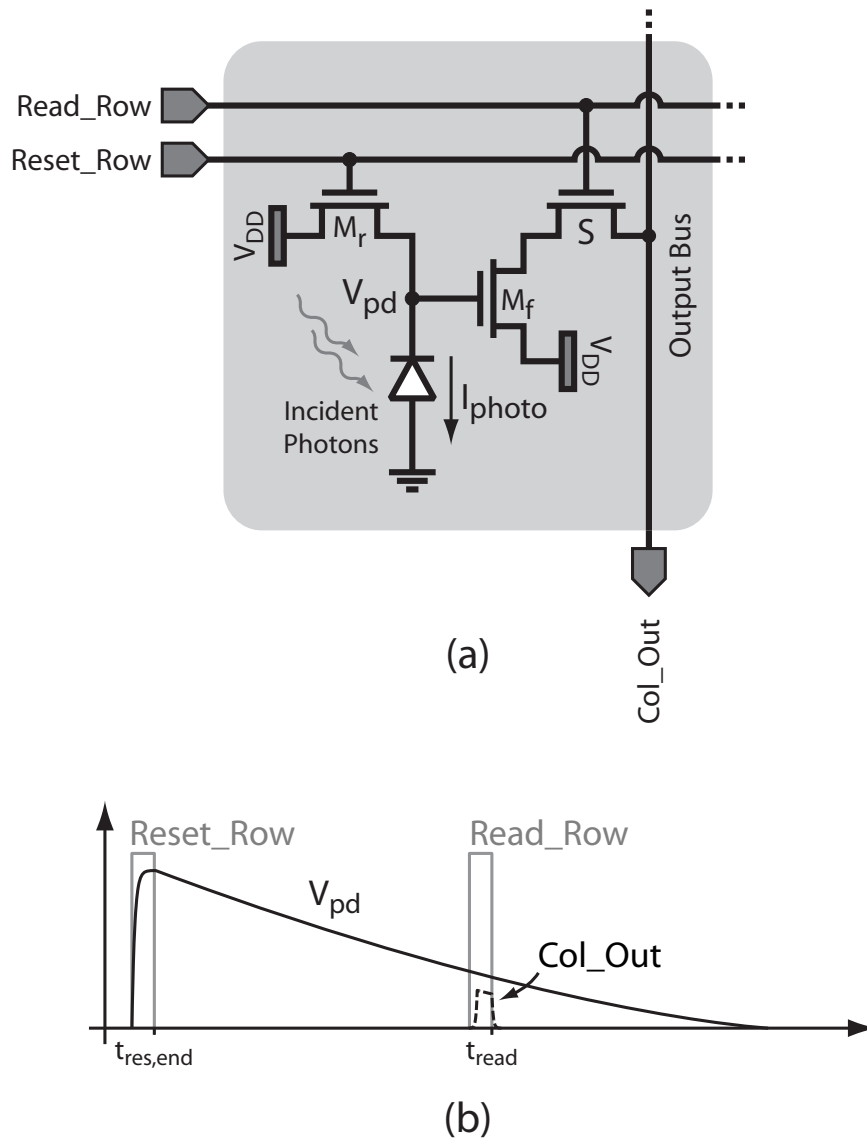 Read_Row
Reset_Row
V_DD
M_r
S
Output Bus
V_pd
M_f
V_DD
Incident
Photons
I_photo
Col_Out
(a)
Reset_Row
Read_Row
V_pd
Col_Out
t_res,end
t_read
(b)